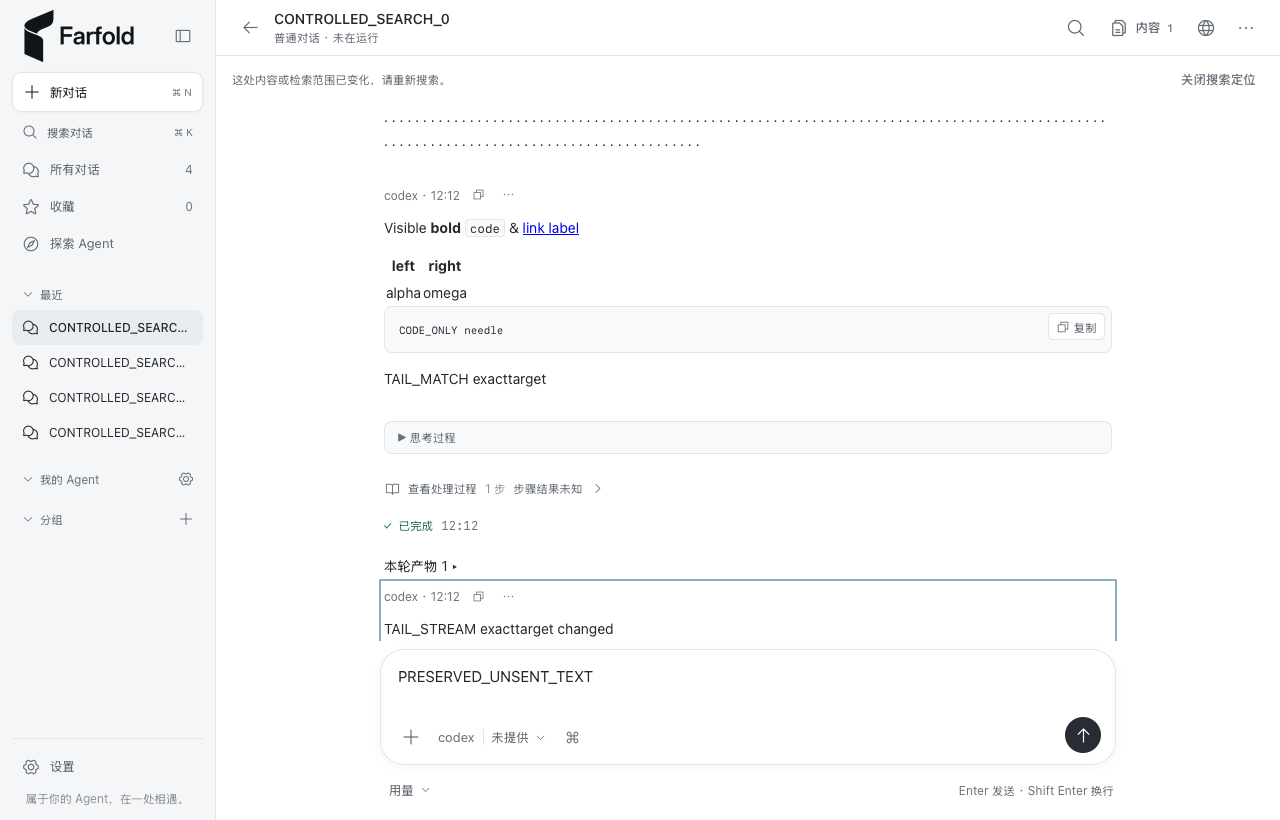 Farfold
新对话 ⌘ N
搜索对话 ⌘ K
所有对话 4
收藏 0
探索 Agent
最近
CONTROLLED_SEARC...
CONTROLLED_SEARC...
CONTROLLED_SEARC...
CONTROLLED_SEARC...
我的 Agent
分组
设置
属于你的 Agent，在一处相遇。
CONTROLLED_SEARCH_0
普通对话 · 未在运行
内容 1
这处内容或检索范围已变化，请重新搜索。
关闭搜索定位
codex · 12:12
Visible bold code & link label
left right
alpha omega
CODE_ONLY needle
复制
TAIL_MATCH exacttarget
思考过程
查看处理过程 1 步 步骤结果未知
已完成 12:12
本轮产物 1
codex · 12:12
TAIL_STREAM exacttarget changed
PRESERVED_UNSENT_TEXT
codex 未提供 ⌘
用量
Enter 发送 · Shift Enter 换行